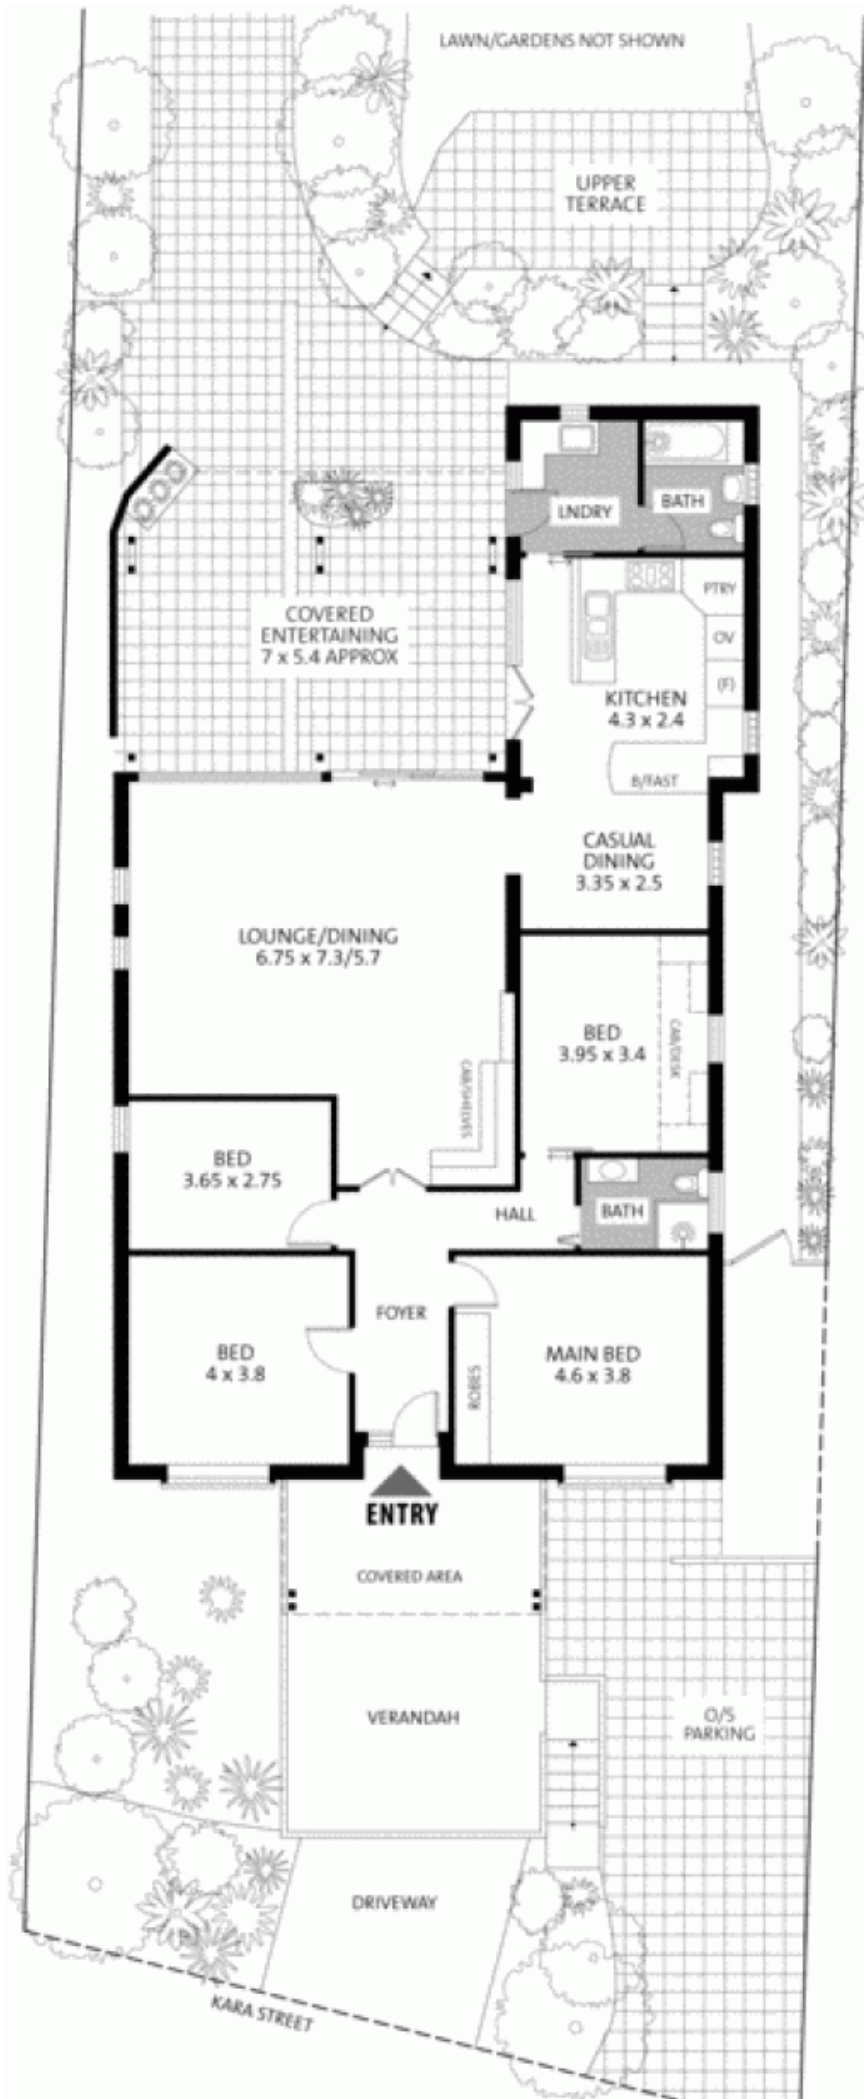 LAWN/GARDENS NOT SHOWN
UPPER
TERRACE
LNDRY
BATH
COVERED
ENTERTAINING
7 x 5.4 APPROX
PTRY
OV
(F)
KITCHEN
4.3 x 2.4
B/FAST
CASUAL
DINING
3.35 x 2.5
LOUNGE/DINING
6.75 x 7.3/5.7
BED
3.95 x 3.4
CAB/DESK
CAB/SHELVES
BED
3.65 x 2.75
HALL
BATH
FOYER
BED
4 x 3.8
MAIN BED
4.6 x 3.8
ROBES
ENTRY
COVERED AREA
VERANDAH
O/S
PARKING
DRIVEWAY
KARA STREET